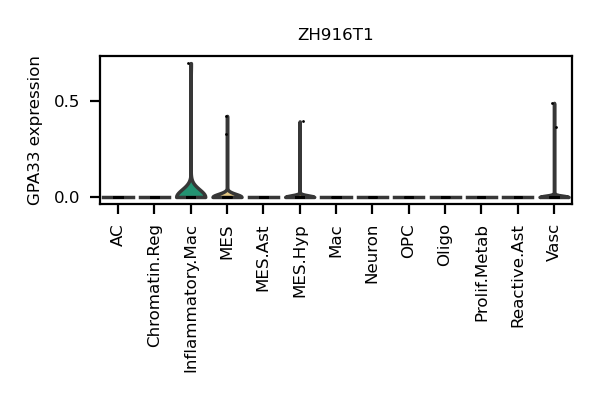 ZH916T1
GPA33 expression
0.5
0.0
AC
Chromatin.Reg
Inflammatory.Mac
MES
MES.Ast
MES.Hyp
Mac
Neuron
OPC
Oligo
Prolif.Metab
Reactive.Ast
Vasc